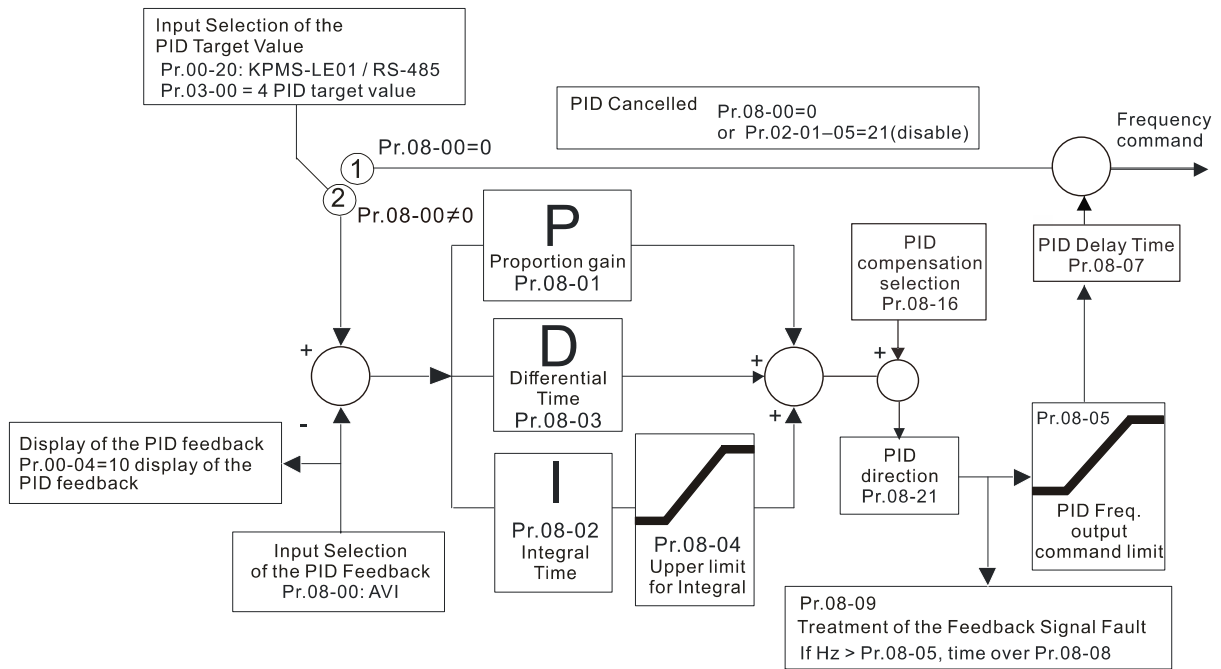 Input Selection of the
PID Target Value
Pr.00-20: KPMS-LE01 / RS-485
Pr.03-00 = 4 PID target value
PID Cancelled
Pr.08-00=0
or Pr.02-01–05=21(disable)
Frequency
command
Pr.08-00=0
1
2
Pr.08-00≠0
P
Proportion gain
Pr.08-01
PID
compensation
selection
Pr.08-16
PID Delay Time
Pr.08-07
+
-
D
Differential
Time
Pr.08-03
+
+
+
Display of the PID feedback
Pr.00-04=10 display of the
PID feedback
I
Pr.08-02
Integral
Time
Pr.08-04
Upper limit
for Integral
PID
direction
Pr.08-21
Pr.08-05
PID Freq.
output
command limit
Input Selection
of the PID Feedback
Pr.08-00: AVI
Pr.08-09
Treatment of the Feedback Signal Fault
If Hz > Pr.08-05, time over Pr.08-08